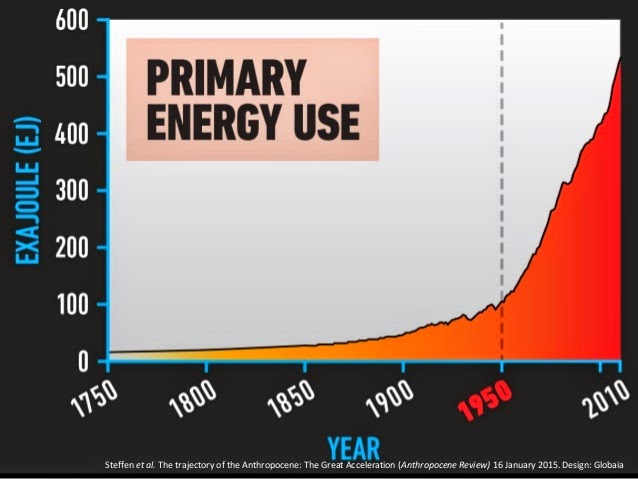 600
PRIMARY
ENERGY USE
500
400
300
200
100
0
EXAJOULE (EJ)
1750
1800
1850
1900
1950
2010
YEAR
Steffen et al. The trajectory of the Anthropocene: The Great Acceleration (Anthropocene Review) 16 January 2015. Design: Globaia